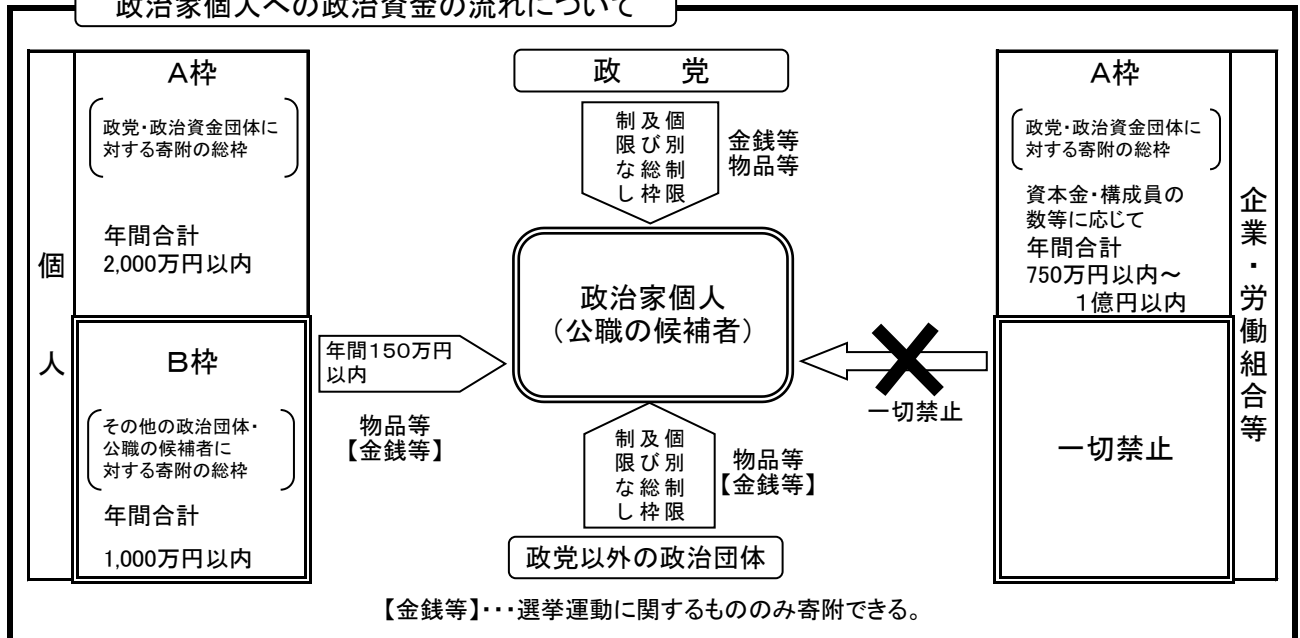 政治家個人への政治資金の流れについて
個人
A枠
政党・政治資金団体に
対する寄附の総枠
年間合計
2,000万円以内
B枠
その他の政治団体・
公職の候補者に
対する寄附の総枠
年間合計
1,000万円以内
年間150万円
以内
物品等
【金銭等】
政 党
個別制限
及び総枠
制限なし
金銭等
物品等
政治家個人
(公職の候補者)
個別制限
及び総枠
制限なし
物品等
【金銭等】
政党以外の政治団体
一切禁止
A枠
政党・政治資金団体に
対する寄附の総枠
資本金・構成員の
数等に応じて
年間合計
750万円以内~
1億円以内
一切禁止
企業・労働組合等
【金銭等】・・・選挙運動に関するもののみ寄附できる。